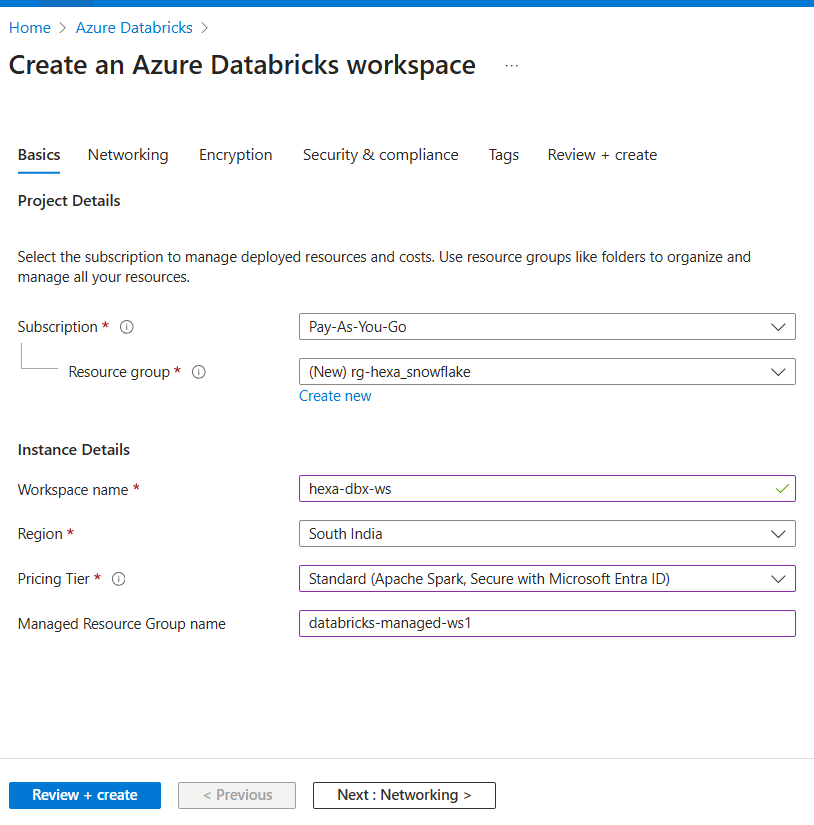 Home > Azure Databricks >
Create an Azure Databricks workspace ...
Basics Networking Encryption Security & compliance Tags Review + create
Project Details
Select the subscription to manage deployed resources and costs. Use resource groups like folders to organize and
manage all your resources.
Subscription * Pay-As-You-Go
Resource group * (New) rg-hexa_snowflake
Create new
Instance Details
Workspace name * hexa-dbx-ws
Region * South India
Pricing Tier * Standard (Apache Spark, Secure with Microsoft Entra ID)
Managed Resource Group name databricks-managed-ws1
Review + create < Previous Next : Networking >